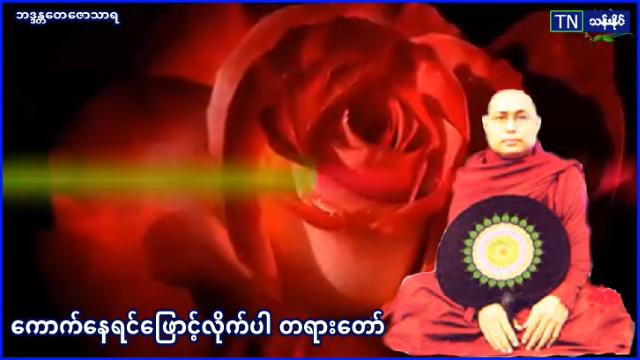 ဘဒ္ဒန္တတေဇောသာရ
TN သန်းနိုင်
ကောက်နေရင်ဖြောင့်လိုက်ပါ တရားတော်